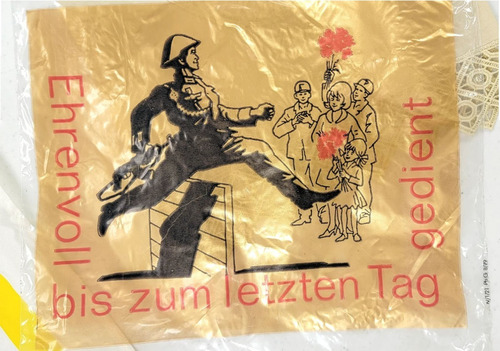 Ehrenvoll
bis zum letzten Tag
gedient